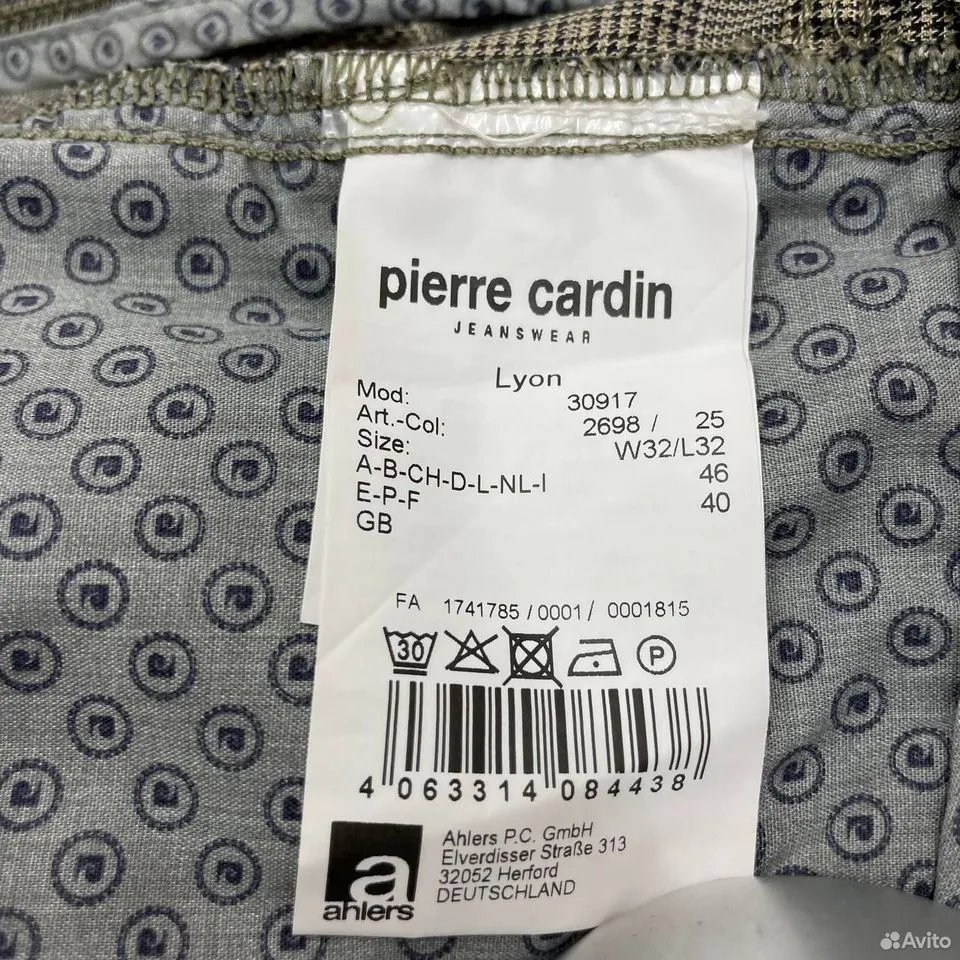 pierre cardin
JEANSWEAR
Mod: Lyon
Art.-Col: 30917
Size: 2698 / 25
A-B-CH-D-L-NL-I W32/L32
E-P-F 46
GB 40
FA 1741785 / 0001 / 0001815
30
P
4 063314 084438
Ahlers P.C. GmbH
Elverdisser Straße 313
32052 Herford
DEUTSCHLAND
a
ahlers
Avito